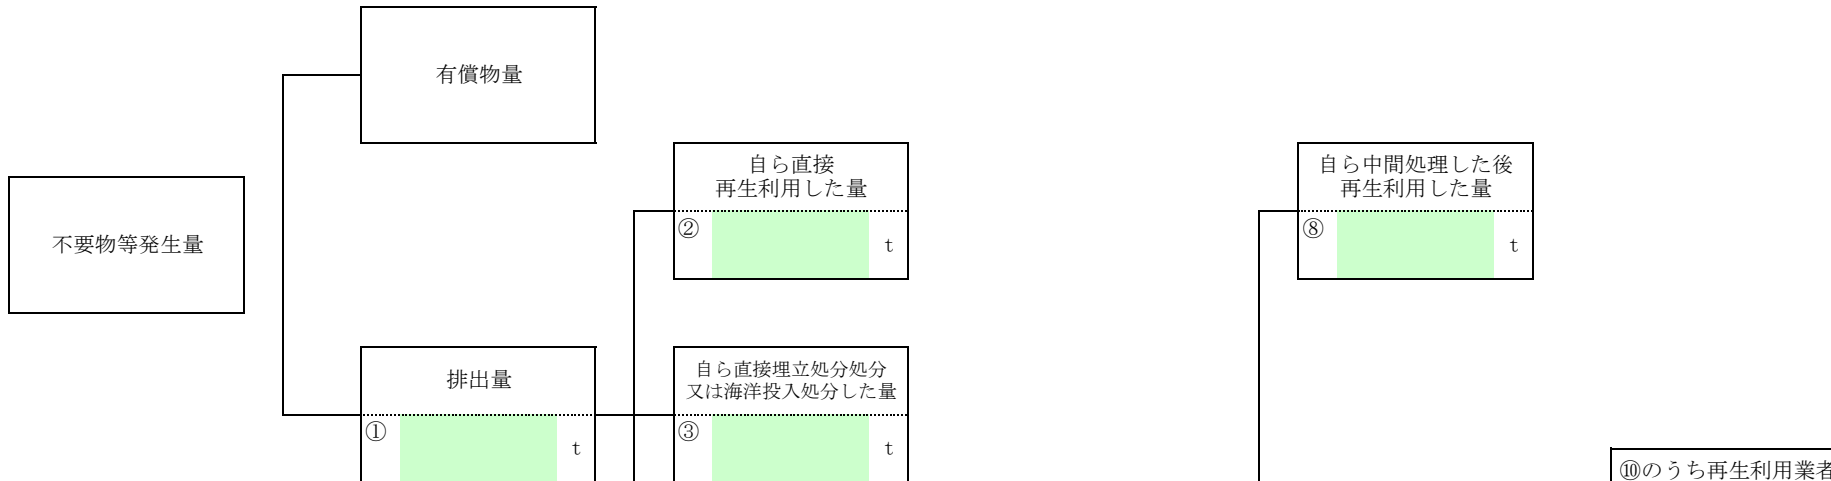 有償物量
自ら直接
再生利用した量
②
t
自ら中間処理した後
再生利用した量
⑧
t
不要物等発生量
排出量
①
t
自ら直接埋立処分処分
又は海洋投入処分した量
③
t
⑩のうち再生利用業者